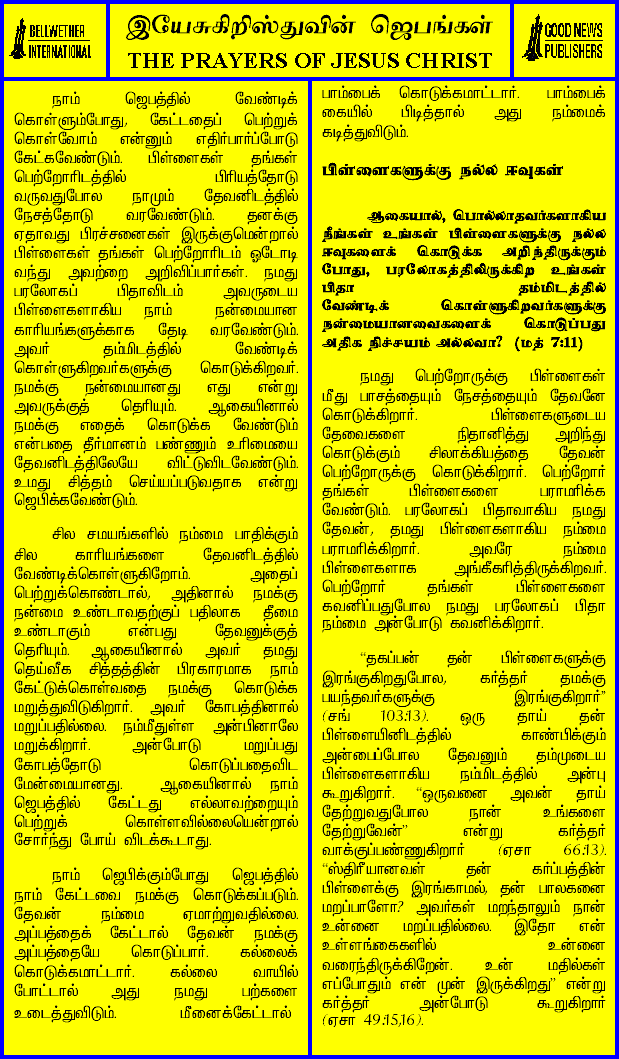 BELLWETHER
INTERNATIONAL
இயேசுகிறிஸ்துவின் ஜெபங்கள்
THE PRAYERS OF JESUS CHRIST
GOOD NEWS
PUBLISHERS
நாம் ஜெபத்தில் வேண்டிக்
கொள்ளும்போது, கேட்டதைப் பெற்றுக்
கொள்வோம் என்னும் எதிர்பார்ப்போடு
கேட்கவேண்டும். பிள்ளைகள் தங்கள்
பெற்றோரிடத்தில் பிரியத்தோடு
வருவதுபோல நாமும் தேவனிடத்தில்
நேசத்தோடு வரவேண்டும். தனக்கு
ஏதாவது பிரச்சனைகள் இருக்குமென்றால்
பிள்ளைகள் தங்கள் பெற்றோரிடம் ஓடோடி
வந்து அவற்றை அறிவிப்பார்கள். நமது
பரலோகப் பிதாவிடம் அவருடைய
பிள்ளைகளாகிய நாம் நன்மையான
காரியங்களுக்காக தேடி வரவேண்டும்.
அவர் தம்மிடத்தில் வேண்டிக்
கொள்ளுகிறவர்களுக்கு கொடுக்கிறவர்.
நமக்கு நன்மையானது எது என்று
அவருக்குத் தெரியும். ஆகையினால்
நமக்கு எதைக் கொடுக்க வேண்டும்
என்பதை தீர்மானம் பண்ணும் உரிமையை
தேவனிடத்திலேயே விட்டுவிடவேண்டும்.
உமது சித்தம் செய்யப்படுவதாக என்று
ஜெபிக்கவேண்டும்.
சில சமயங்களில் நம்மை பாதிக்கும்
சில காரியங்களை தேவனிடத்தில்
வேண்டிக்கொள்ளுகிறோம். அதைப்
பெற்றுக்கொண்டால், அதினால் நமக்கு
நன்மை உண்டாவதற்குப் பதிலாக தீமை
உண்டாகும் என்பது தேவனுக்குத்
தெரியும். ஆகையினால் அவர் தமது
தெய்வீக சித்தத்தின் பிரகாரமாக நாம்
கேட்டுக்கொள்வதை நமக்கு கொடுக்க
மறுத்துவிடுகிறார். அவர் கோபத்தினால்
மறுப்பதில்லை. நம்மீதுள்ள அன்பினாலே
மறுக்கிறார். அன்போடு மறுப்பது
கோபத்தோடு கொடுப்பதைவிட
மேன்மையானது. ஆகையினால் நாம்
ஜெபத்தில் கேட்டது எல்லாவற்றையும்
பெற்றுக் கொள்ளவில்லையென்றால்
சோர்ந்து போய் விடக்கூடாது.
நாம் ஜெபிக்கும்போது ஜெபத்தில்
நாம் கேட்டவை நமக்கு கொடுக்கப்படும்.
தேவன் நம்மை ஏமாற்றுவதில்லை.
அப்பத்தைக் கேட்டால் தேவன் நமக்கு
அப்பத்தையே கொடுப்பார். கல்லைக்
கொடுக்கமாட்டார். கல்லை வாயில்
போட்டால் அது நமது பற்களை
உடைத்துவிடும். மீனைக்கேட்டால்
பாம்பைக் கொடுக்கமாட்டார். பாம்பைக்
கையில் பிடித்தால் அது நம்மைக்
கடித்துவிடும்.
பிள்ளைகளுக்கு நல்ல ஈவுகள்
ஆகையால், பொல்லாதவர்களாகிய
நீங்கள் உங்கள் பிள்ளைகளுக்கு நல்ல
ஈவுகளைக் கொடுக்க அறிந்திருக்கும்
போது, பரலோகத்திலிருக்கிற உங்கள்
பிதா தம்மிடத்தில்
வேண்டிக் கொள்ளுகிறவர்களுக்கு
நன்மையானவைகளைக் கொடுப்பது
அதிக நிச்சயம் அல்லவா? (மத் 7:11)
நமது பெற்றோருக்கு பிள்ளைகள்
மீது பாசத்தையும் நேசத்தையும் தேவனே
கொடுக்கிறார். பிள்ளைகளுடைய
தேவைகளை நிதானித்து அறிந்து
கொடுக்கும் சிலாக்கியத்தை தேவன்
பெற்றோருக்கு கொடுக்கிறார். பெற்றோர்
தங்கள் பிள்ளைகளை பராமரிக்க
வேண்டும். பரலோகப் பிதாவாகிய நமது
தேவன், தமது பிள்ளைகளாகிய நம்மை
பராமரிக்கிறார். அவரே நம்மை
பிள்ளைகளாக அங்கீகரித்திருக்கிறவர்.
பெற்றோர் தங்கள் பிள்ளைகளை
கவனிப்பதுபோல நமது பரலோகப் பிதா
நம்மை அன்போடு கவனிக்கிறார்.
“தகப்பன் தன் பிள்ளைகளுக்கு
இரங்குகிறதுபோல, கர்த்தர் தமக்கு
பயந்தவர்களுக்கு இரங்குகிறார்”
(சங் 103:13). ஒரு தாய் தன்
பிள்ளையினிடத்தில் காண்பிக்கும்
அன்பைப்போல தேவனும் தம்முடைய
பிள்ளைகளாகிய நம்மிடத்தில் அன்பு
கூறுகிறார். “ஒருவனை அவன் தாய்
தேற்றுவதுபோல நான் உங்களை
தேற்றுவேன்” என்று கர்த்தர்
வாக்குப்பண்ணுகிறார் (ஏசா 66:13).
“ஸ்திரீயானவள் தன் கர்ப்பத்தின்
பிள்ளைக்கு இரங்காமல், தன் பாலகனை
மறப்பாளோ? அவர்கள் மறந்தாலும் நான்
உன்னை மறப்பதில்லை. இதோ என்
உள்ளங்கைகளில் உன்னை
வரைந்திருக்கிறேன். உன் மதில்கள்
எப்போதும் என் முன் இருக்கிறது” என்று
கர்த்தர் அன்போடு கூறுகிறார்
(ஏசா 49:15,16).